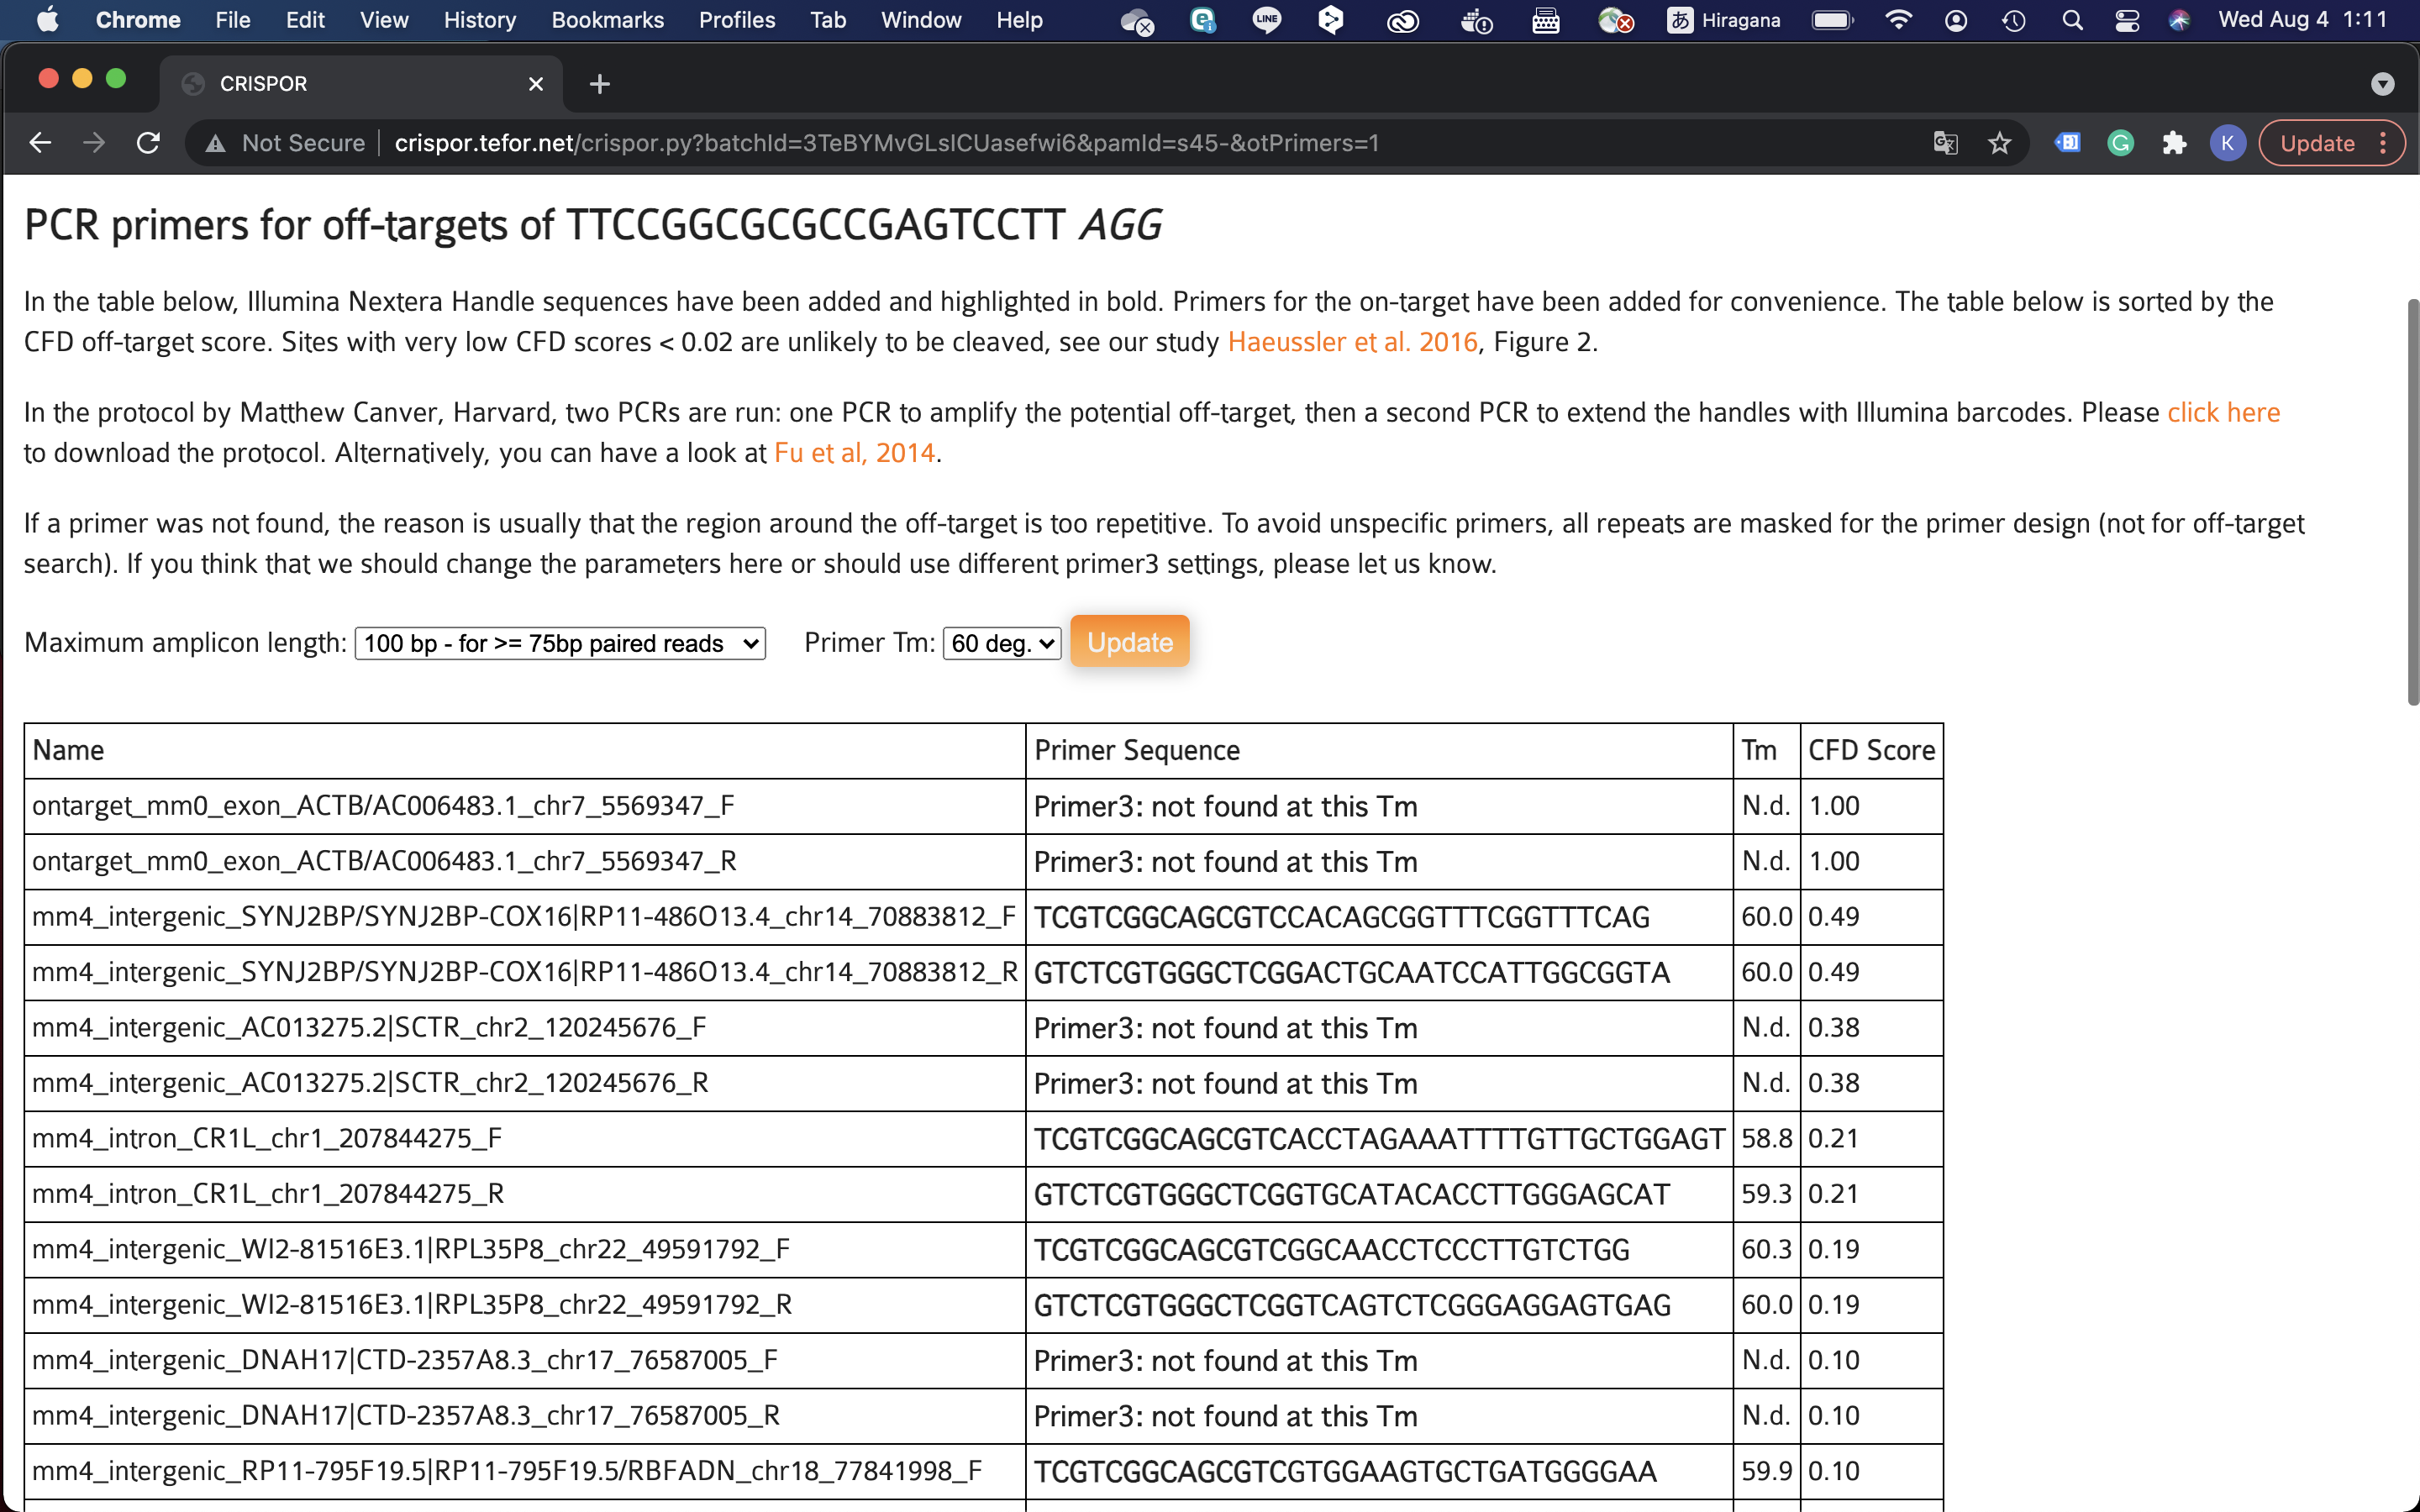 Chrome File Edit View History Bookmarks Profiles Tab Window Help LINE あ Hiragana Wed Aug 4 1:11
CRISPOR
Not Secure crispor.tefor.net/crispor.py?batchId=3TeBYMvGLsICUasefwi6&pamId=s45-&otPrimers=1 K Update
PCR primers for off-targets of TTCCGGCGCGCCGAGTCCTT AGG
In the table below, Illumina Nextera Handle sequences have been added and highlighted in bold. Primers for the on-target have been added for convenience. The table below is sorted by the
CFD off-target score. Sites with very low CFD scores < 0.02 are unlikely to be cleaved, see our study Haeussler et al. 2016, Figure 2.
In the protocol by Matthew Canver, Harvard, two PCRs are run: one PCR to amplify the potential off-target, then a second PCR to extend the handles with Illumina barcodes. Please click here
to download the protocol. Alternatively, you can have a look at Fu et al, 2014.
If a primer was not found, the reason is usually that the region around the off-target is too repetitive. To avoid unspecific primers, all repeats are masked for the primer design (not for off-target
search). If you think that we should change the parameters here or should use different primer3 settings, please let us know.
Maximum amplicon length: 100 bp - for >= 75bp paired reads Primer Tm: 60 deg. Update
Name Primer Sequence Tm CFD Score
ontarget_mm0_exon_ACTB/AC006483.1_chr7_5569347_F Primer3: not found at this Tm N.d. 1.00
ontarget_mm0_exon_ACTB/AC006483.1_chr7_5569347_R Primer3: not found at this Tm N.d. 1.00
mm4_intergenic_SYNJ2BP/SYNJ2BP-COX16|RP11-486O13.4_chr14_70883812_F TCGTCGGCAGCGTCCACAGCGGTTTCGGTTTCAG 60.0 0.49
mm4_intergenic_SYNJ2BP/SYNJ2BP-COX16|RP11-486O13.4_chr14_70883812_R GTCTCGTGGGCTCGGACTGCAATCCATTGGCGGTA 60.0 0.49
mm4_intergenic_AC013275.2|SCTR_chr2_120245676_F Primer3: not found at this Tm N.d. 0.38
mm4_intergenic_AC013275.2|SCTR_chr2_120245676_R Primer3: not found at this Tm N.d. 0.38
mm4_intron_CR1L_chr1_207844275_F TCGTCGGCAGCGTCACCTAGAAATTTTGTTGCTGGAGT 58.8 0.21
mm4_intron_CR1L_chr1_207844275_R GTCTCGTGGGCTCGGTGCATACACCTTGGGAGCAT 59.3 0.21
mm4_intergenic_WI2-81516E3.1|RPL35P8_chr22_49591792_F TCGTCGGCAGCGTCGGCAACCTCCCTTGTCTGG 60.3 0.19
mm4_intergenic_WI2-81516E3.1|RPL35P8_chr22_49591792_R GTCTCGTGGGCTCGGTCAGTCTCGGGAGGAGTGAG 60.0 0.19
mm4_intergenic_DNAH17|CTD-2357A8.3_chr17_76587005_F Primer3: not found at this Tm N.d. 0.10
mm4_intergenic_DNAH17|CTD-2357A8.3_chr17_76587005_R Primer3: not found at this Tm N.d. 0.10
mm4_intergenic_RP11-795F19.5|RP11-795F19.5/RBFADN_chr18_77841998_F TCGTCGGCAGCGTCGTGGAAGTGCTGATGGGGAA 59.9 0.10